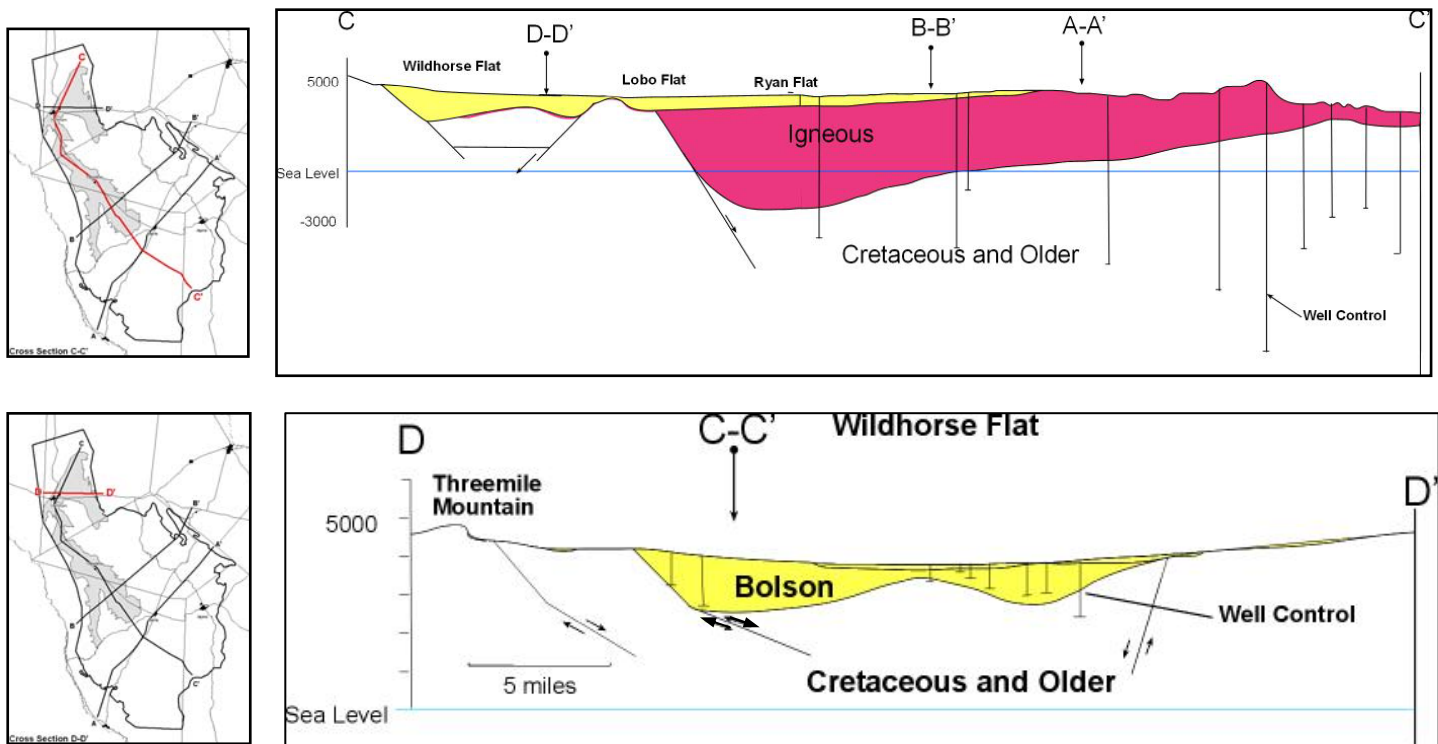 C
D-D’
B-B’
A-A’
C’
Wildhorse Flat
Lobo Flat
Ryan Flat
5000
Igneous
Sea Level
-3000
Cretaceous and Older
Well Control
C
D
D'
B'
A'
B
C'
A
Cross Section C-C'
D
C-C’
Wildhorse Flat
D’
Threemile
Mountain
5000
Bolson
Well Control
5 miles
Cretaceous and Older
Sea Level
C
D
D'
B'
A'
B
C'
A
Cross Section D-D'